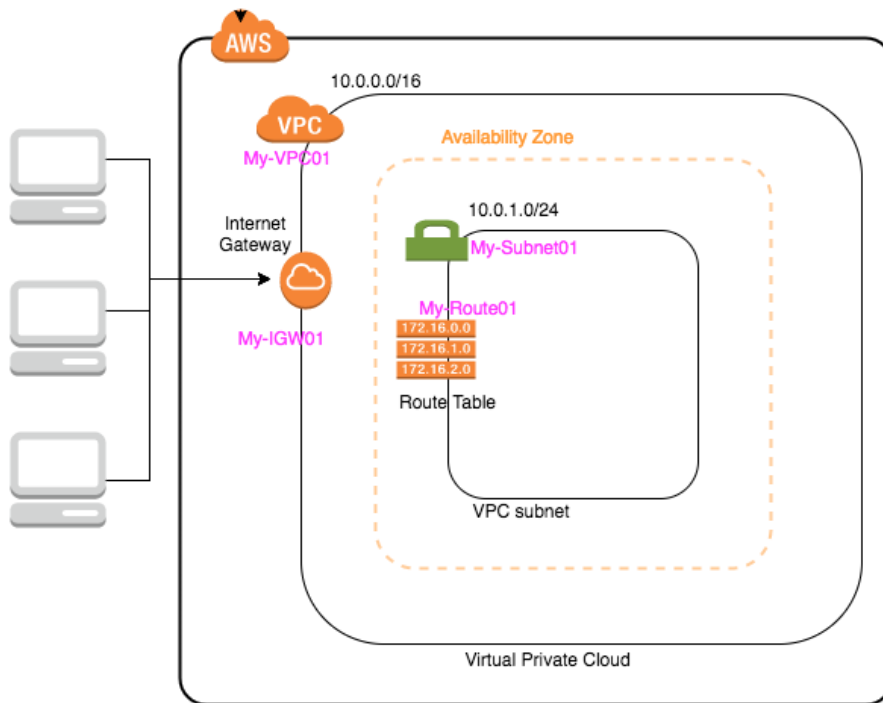 AWS
10.0.0.0/16
VPC
My-VPC01
Availability Zone
10.0.1.0/24
Internet
Gateway
My-Subnet01
My-Route01
My-IGW01
172.16.0.0
172.16.1.0
172.16.2.0
Route Table
VPC subnet
Virtual Private Cloud